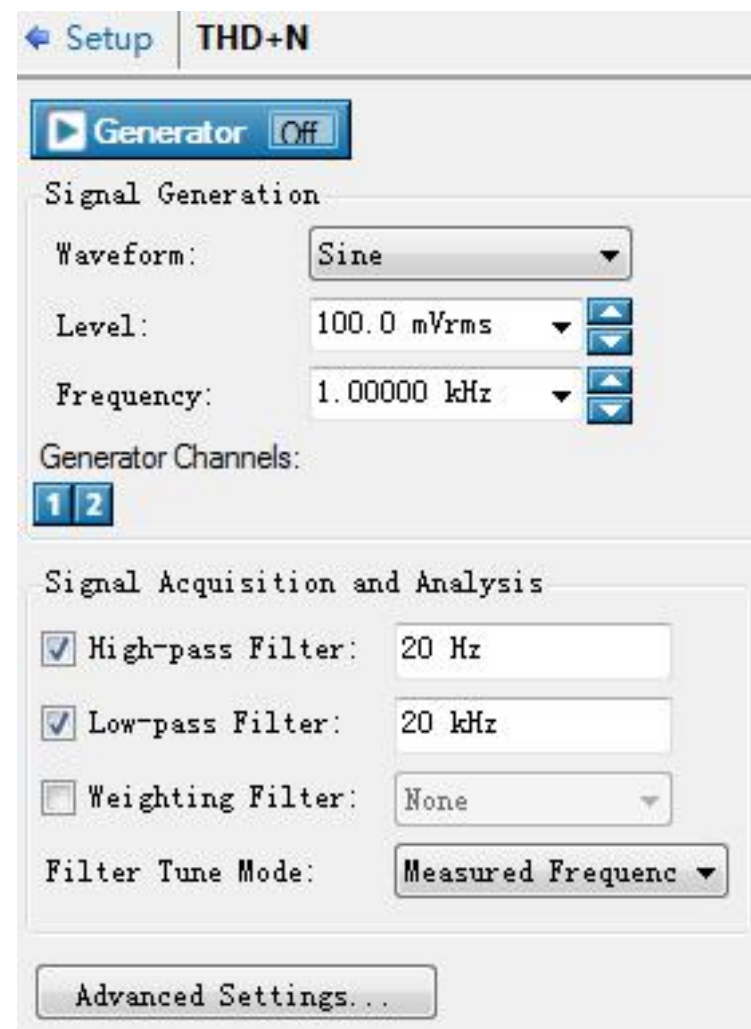 Setup THD+N
Generator Off
Signal Generation
Waveform: Sine
Level: 100.0 mVrms
Frequency: 1.00000 kHz
Generator Channels:
1 2
Signal Acquisition and Analysis
High-pass Filter: 20 Hz
Low-pass Filter: 20 kHz
Weighting Filter: None
Filter Tune Mode: Measured Frequenc
Advanced Settings...